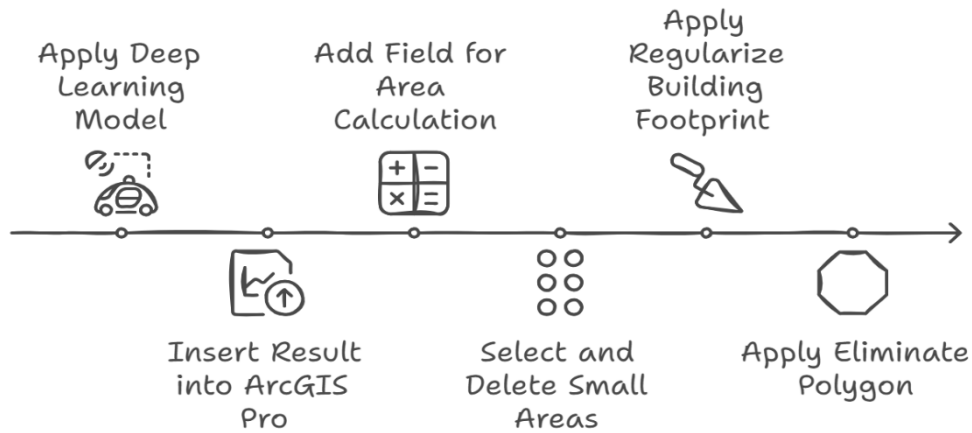 Apply Deep
Learning
Model
Insert Result
into ArcGIS
Pro
Add Field for
Area
Calculation
Select and
Delete Small
Areas
Apply
Regularize
Building
Footprint
Apply Eliminate
Polygon